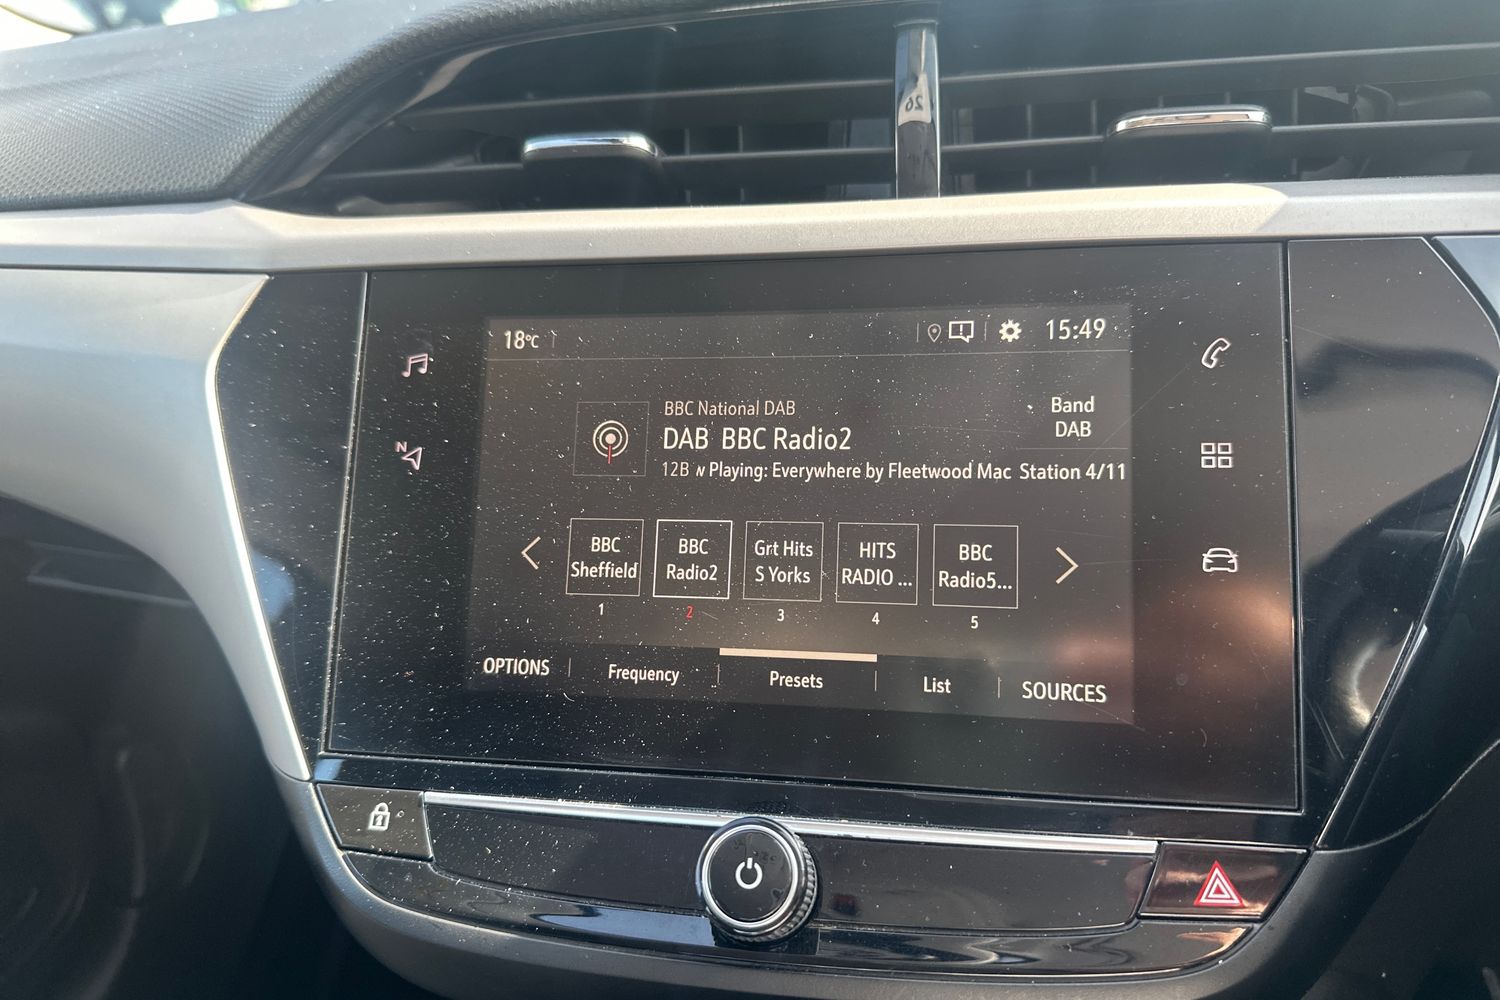 26
18°C
15:49
BBC National DAB
DAB BBC Radio2
12B
N Playing: Everywhere by Fleetwood Mac
Station 4/11
Band
DAB
N
BBC
Sheffield
BBC
Radio2
Grt Hits
S Yorks
HITS
RADIO ...
BBC
Radio5...
1
2
3
4
5
OPTIONS
Frequency
Presets
List
SOURCES